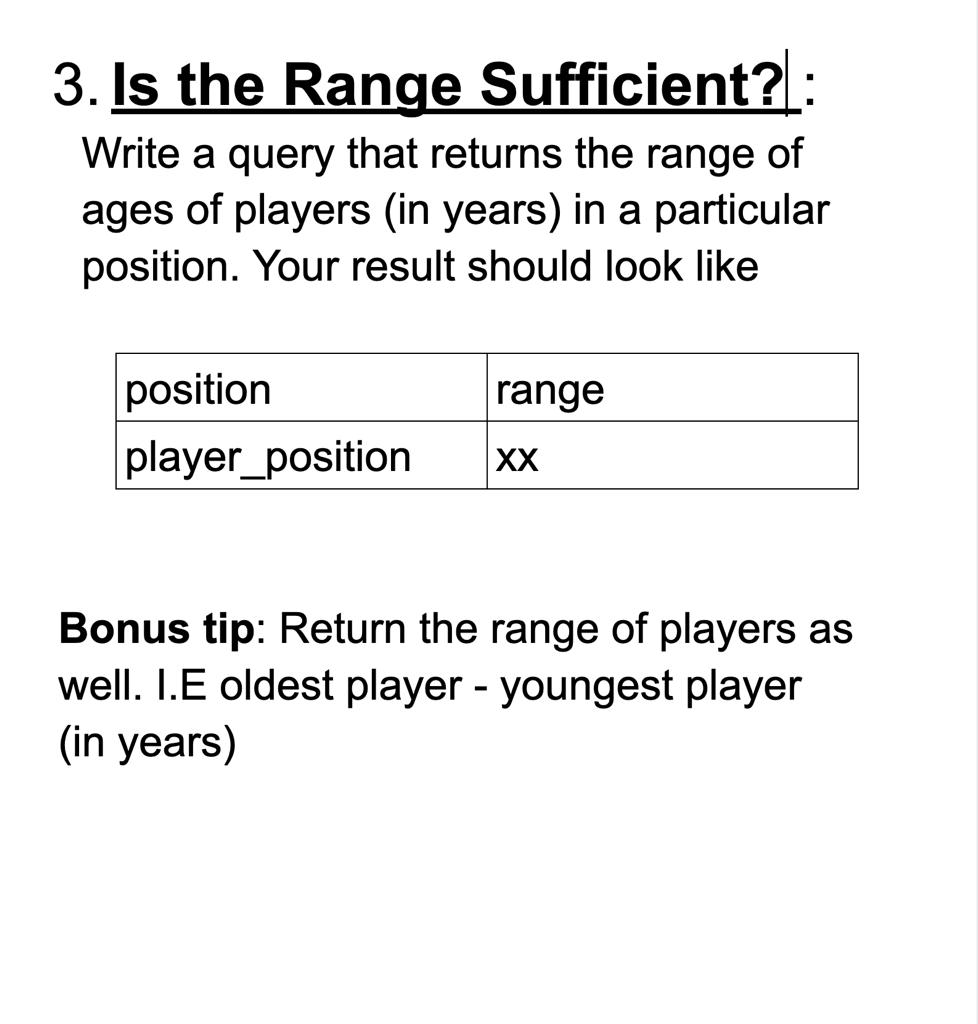 3. Is the Range Sufficient? :
Write a query that returns the range of
ages of players (in years) in a particular
position. Your result should look like
position range
player_position xx
Bonus tip: Return the range of players as
well. I.E oldest player - youngest player
(in years)